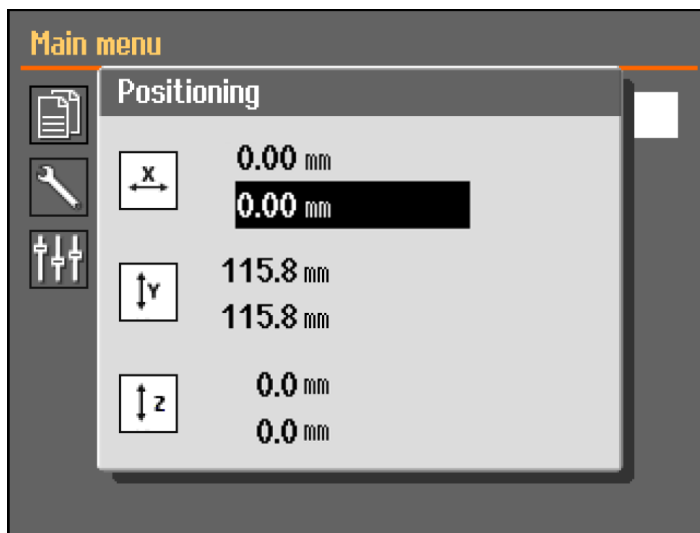 Main menu
Positioning
X
0.00 mm
0.00 mm
Y
115.8 mm
115.8 mm
Z
0.0 mm
0.0 mm